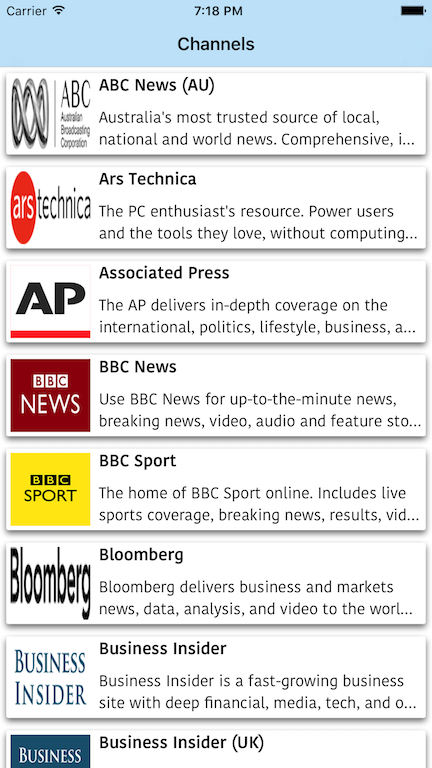 Carrier 7:18 PM
Channels
ABC
Australian
Broadcasting
Corporation
ABC News (AU)
Australia's most trusted source of local,
national and world news. Comprehensive, i...
ars technica
Ars Technica
The PC enthusiast's resource. Power users
and the tools they love, without computing...
AP
Associated Press
The AP delivers in-depth coverage on the
international, politics, lifestyle, business, a...
BBC
NEWS
BBC News
Use BBC News for up-to-the-minute news,
breaking news, video, audio and feature sto...
BBC
SPORT
BBC Sport
The home of BBC Sport online. Includes live
sports coverage, breaking news, results, vid...
Bloomberg
Bloomberg
Bloomberg delivers business and markets
news, data, analysis, and video to the worl...
BUSINESS
INSIDER
Business Insider
Business Insider is a fast-growing business
site with deep financial, media, tech, and o...
BUSINESS
Business Insider (UK)